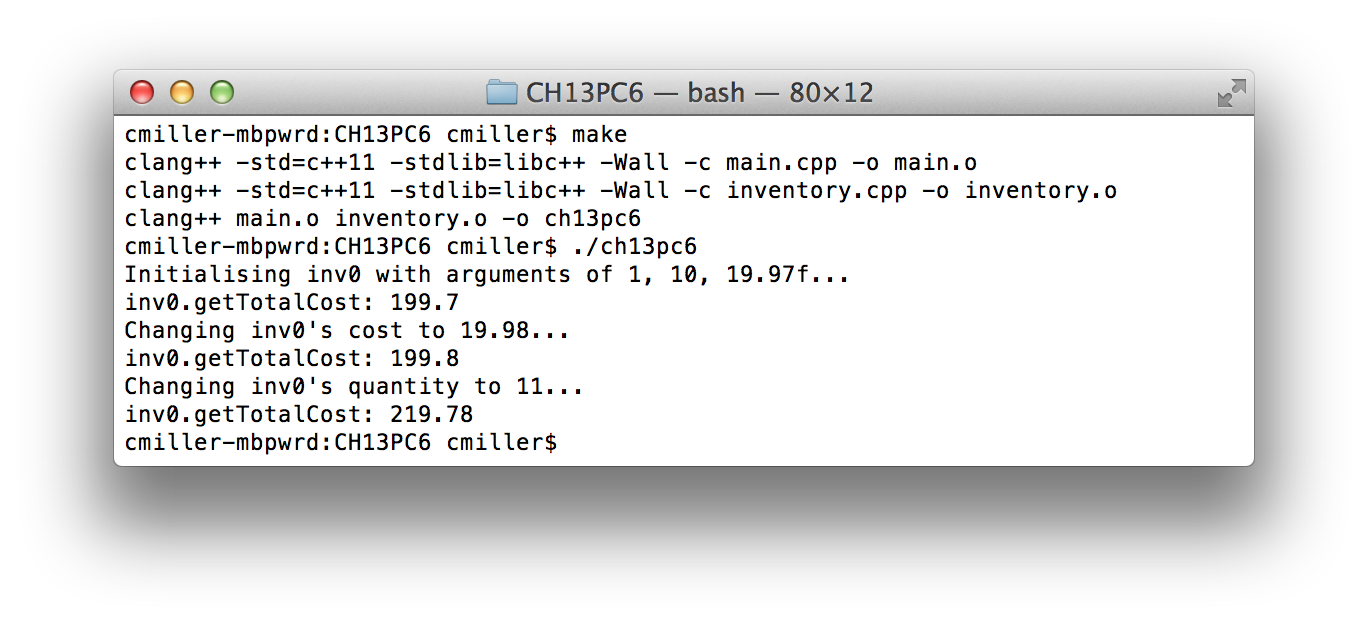 CH13PC6 — bash — 80×12
cmiller-mbpwrd:CH13PC6 cmiller$ make
clang++ -std=c++11 -stdlib=libc++ -Wall -c main.cpp -o main.o
clang++ -std=c++11 -stdlib=libc++ -Wall -c inventory.cpp -o inventory.o
clang++ main.o inventory.o -o ch13pc6
cmiller-mbpwrd:CH13PC6 cmiller$ ./ch13pc6
Initialising inv0 with arguments of 1, 10, 19.97f...
inv0.getTotalCost: 199.7
Changing inv0's cost to 19.98...
inv0.getTotalCost: 199.8
Changing inv0's quantity to 11...
inv0.getTotalCost: 219.78
cmiller-mbpwrd:CH13PC6 cmiller$